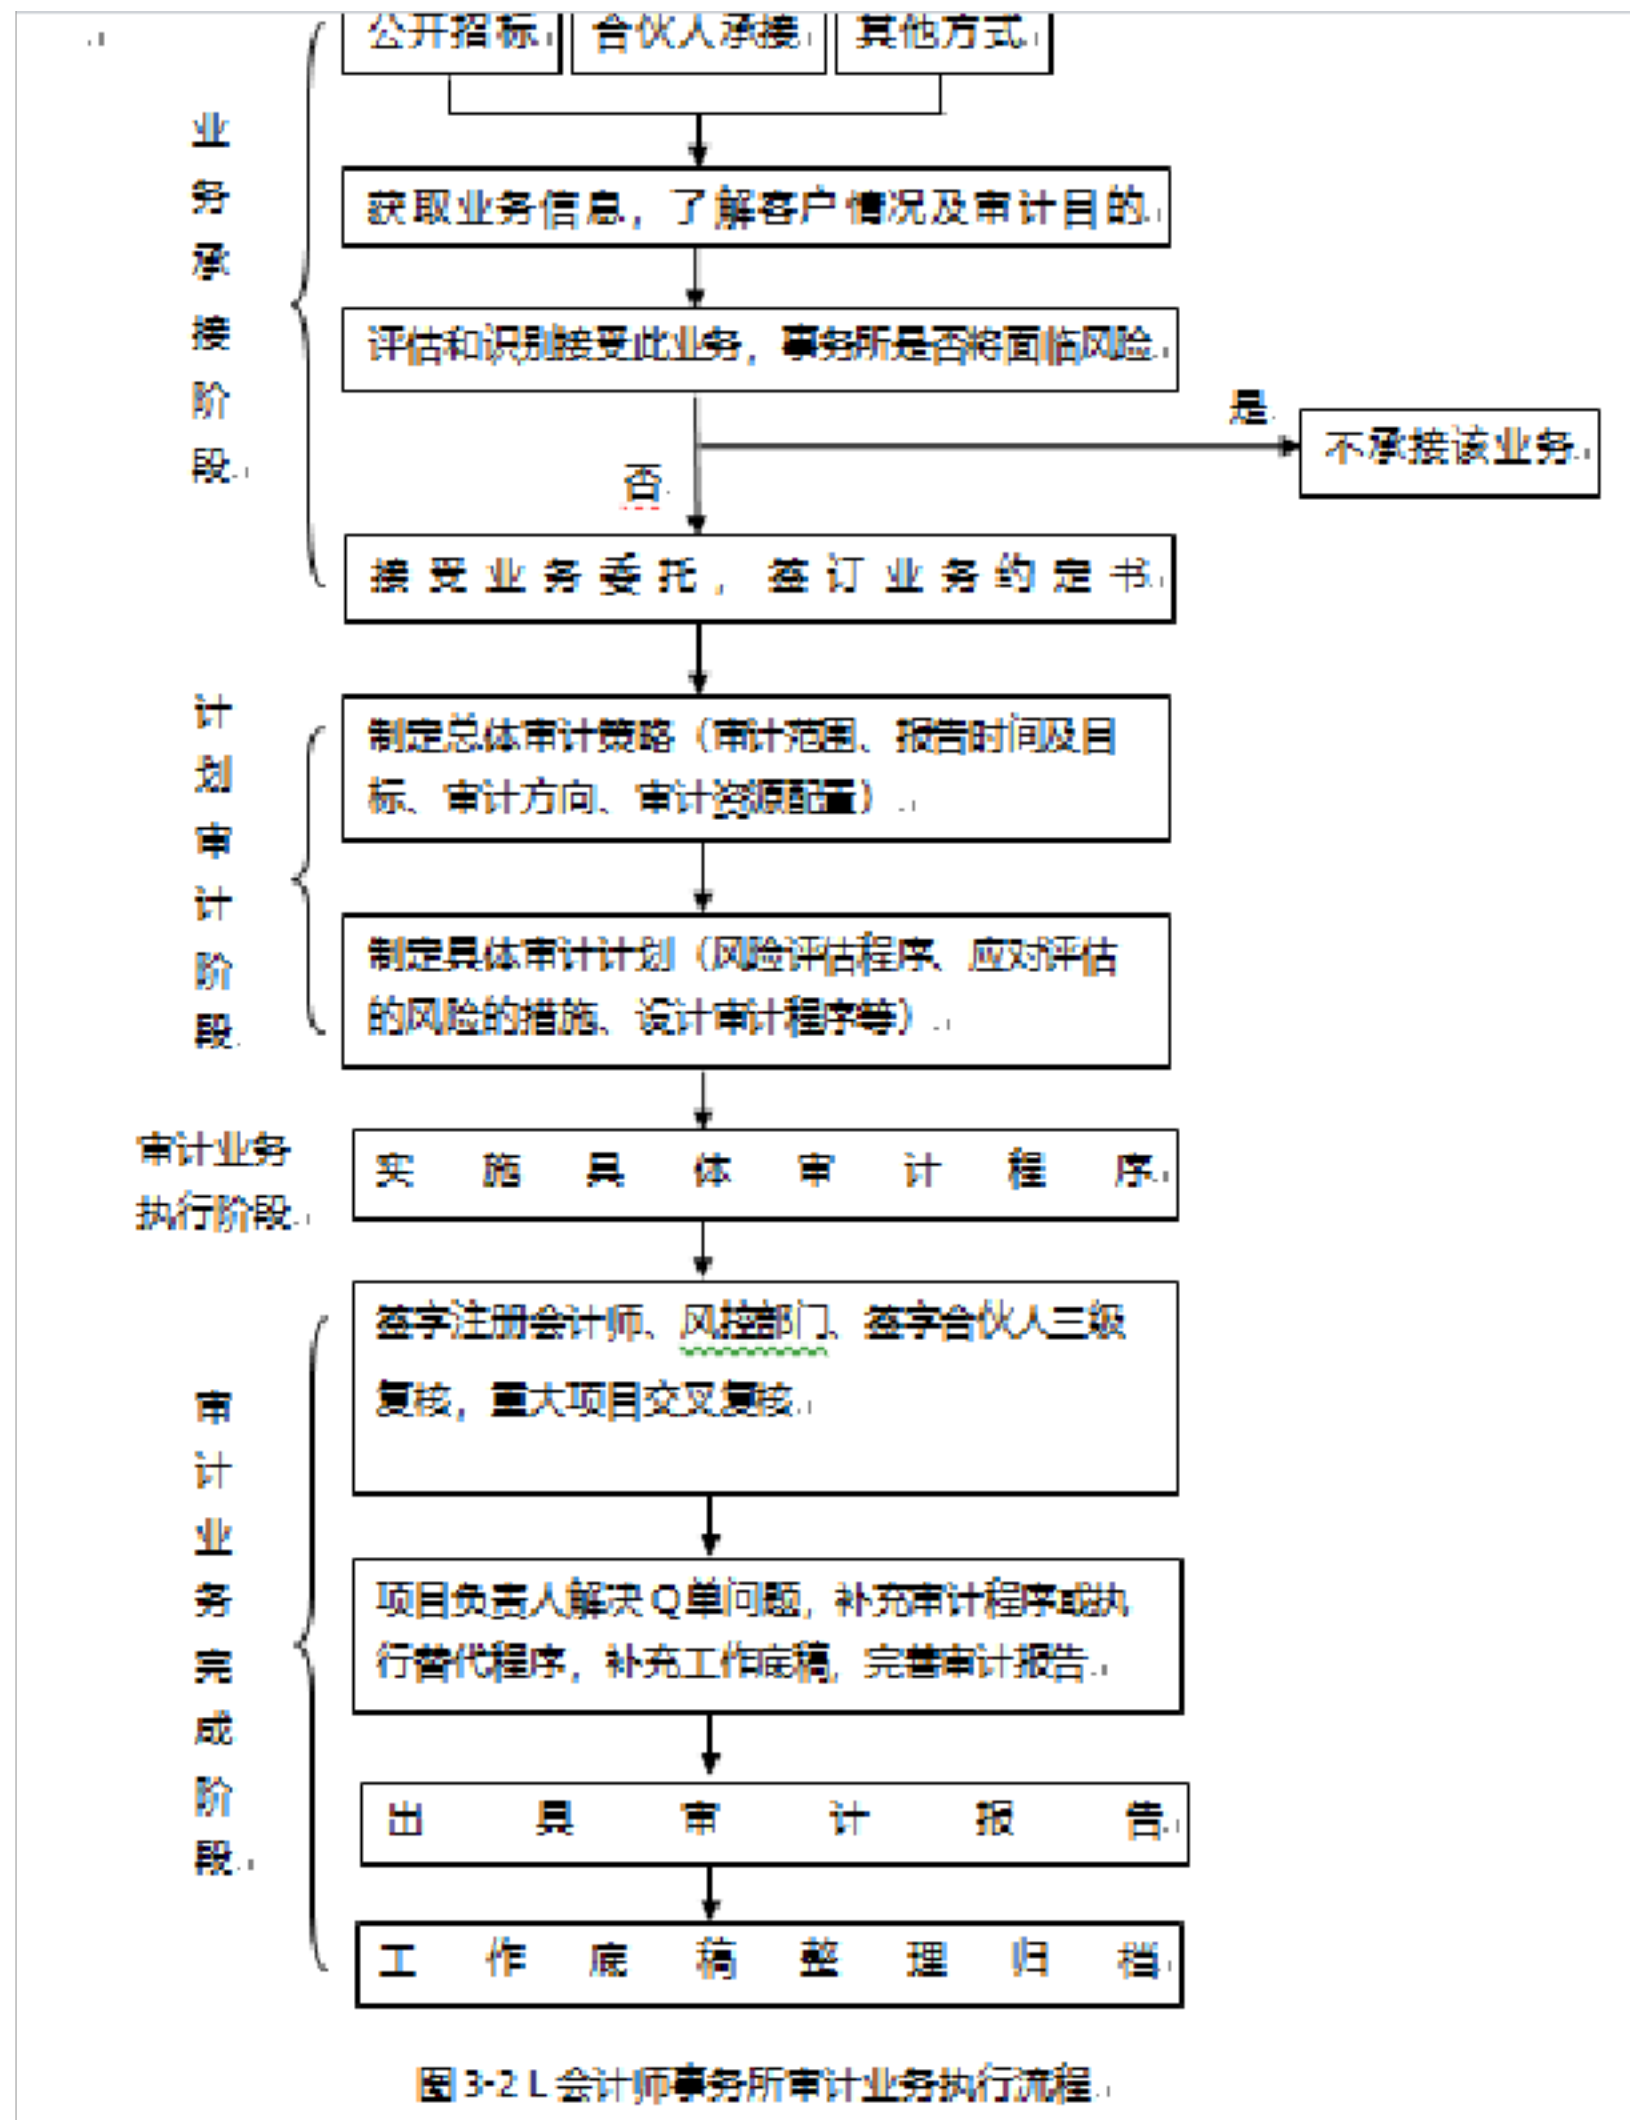 公开招标
合伙人承接
其他方式
业务承接阶段
获取业务信息，了解客户情况及审计目的
评估和识别接受此业务，事务所是否将面临风险
是
不承接该业务
否
接受业务委托，签订业务约定书
计划审计阶段
制定总体审计策略（审计范围、报告时间及目
标、审计方向、审计资源配置）
制定具体审计计划（风险评估程序、应对评估
的风险的措施、设计审计程序等）
审计业务
执行阶段
实施具体审计程序
审计业务完成阶段
签字注册会计师、风控部门、签字合伙人三级
复核，重大项目交叉复核
项目负责人解决Q单问题，补充审计程序或执
行替代程序，补充工作底稿，完善审计报告
出具审计报告
工作底稿整理归档
图 3-2 L 会计师事务所审计业务执行流程